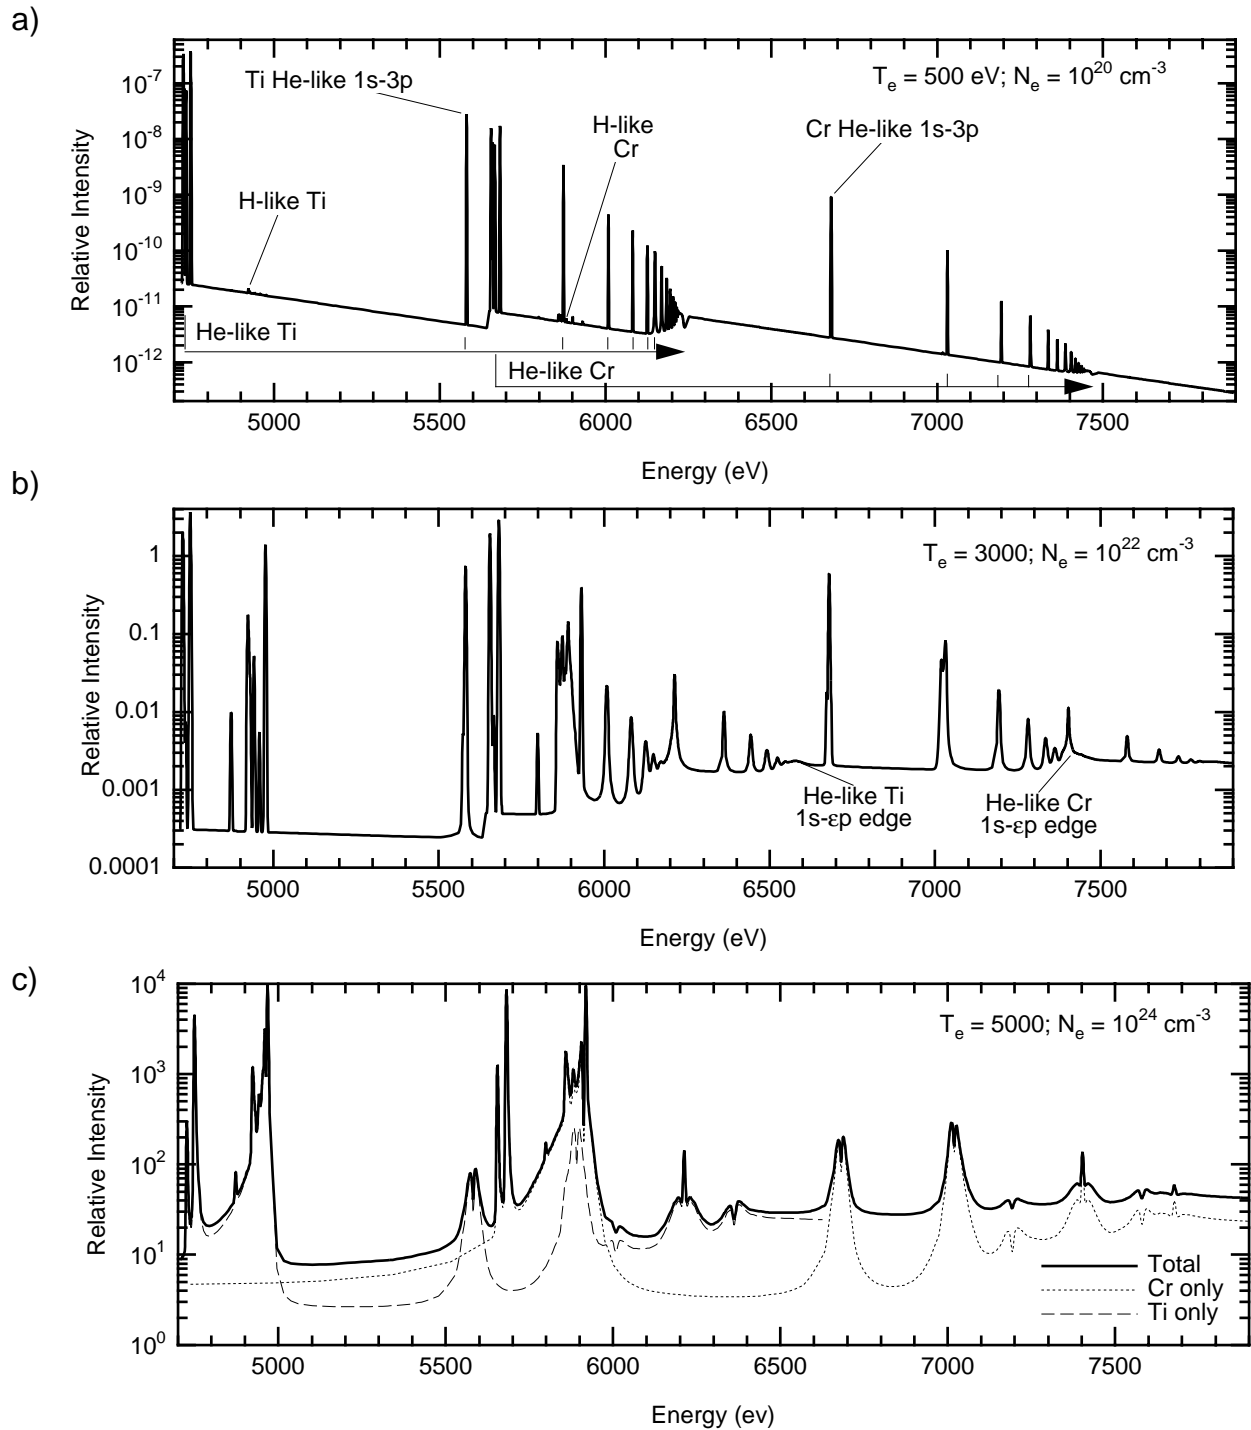 a)
T_e = 500 eV; N_e = 10^20 cm^-3
Ti He-like 1s-3p
H-like
Cr
Cr He-like 1s-3p
H-like Ti
He-like Ti
He-like Cr
Relative Intensity
10^-7
10^-8
10^-9
10^-10
10^-11
10^-12
5000 5500 6000 6500 7000 7500
Energy (eV)
b)
T_e = 3000; N_e = 10^22 cm^-3
Relative Intensity
1
0.1
0.01
0.001
0.0001
He-like Ti
1s-εp edge
He-like Cr
1s-εp edge
5000 5500 6000 6500 7000 7500
Energy (eV)
c)
T_e = 5000; N_e = 10^24 cm^-3
Relative Intensity
10^4
10^3
10^2
10^1
10^0
Total
Cr only
Ti only
5000 5500 6000 6500 7000 7500
Energy (ev)